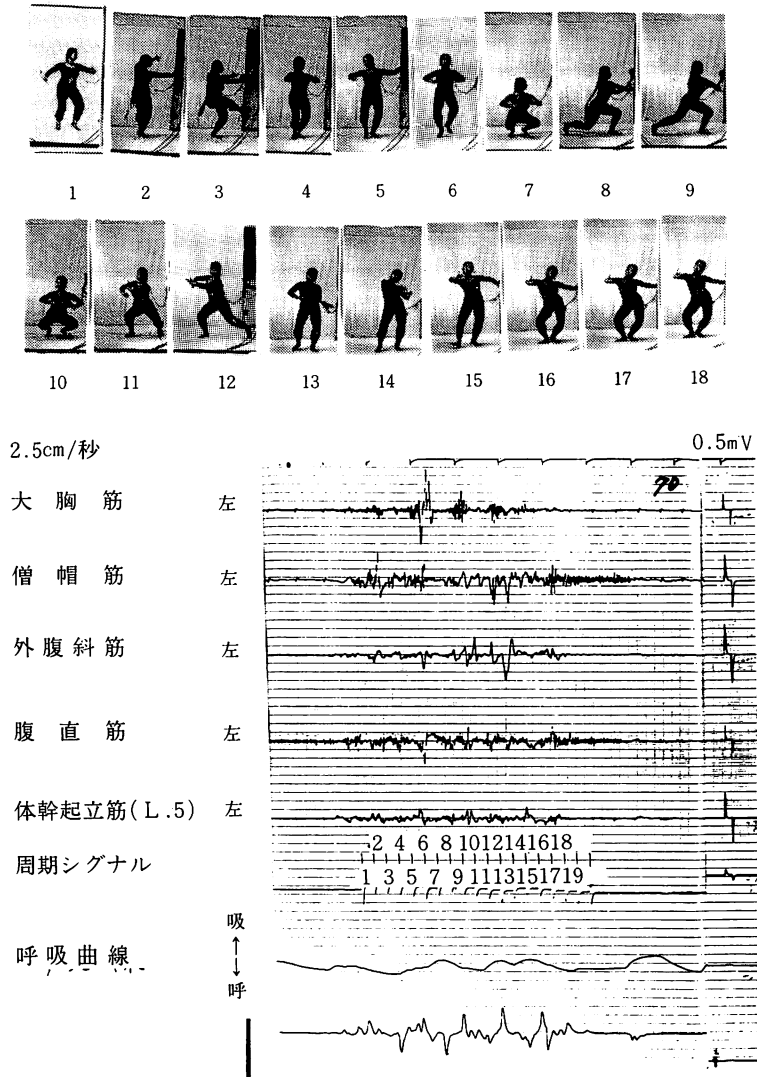 1 2 3 4 5 6 7 8 9
10 11 12 13 14 15 16 17 18
2.5cm/秒 0.5mV
70
大胸筋 左
僧帽筋 左
外腹斜筋 左
腹直筋 左
体幹起立筋(L.5) 左
2 4 6 8 10 12 14 16 18
周期シグナル
1 3 5 7 9 11 13 15 17 19
吸
呼吸曲線
呼